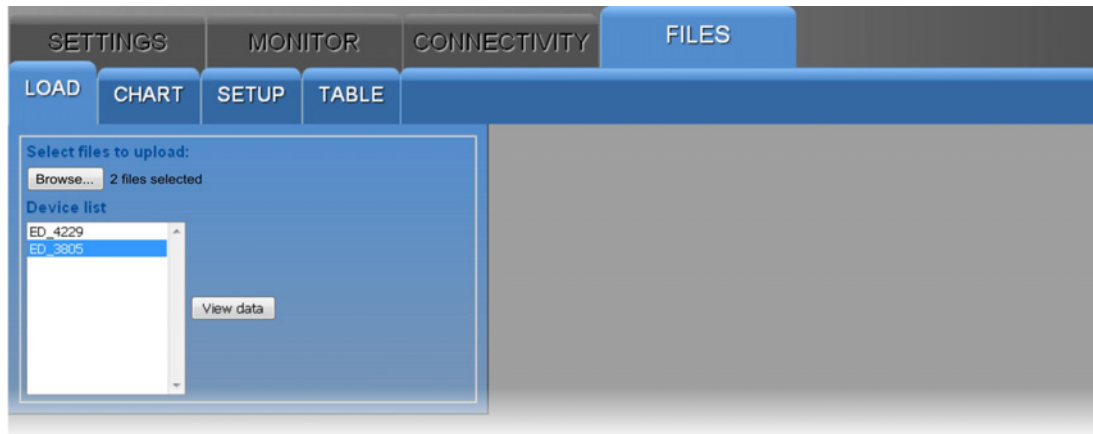 SETTINGS MONITOR CONNECTIVITY FILES
LOAD CHART SETUP TABLE
Select files to upload:
Browse... 2 files selected
Device list
ED_4229
ED_3805
View data